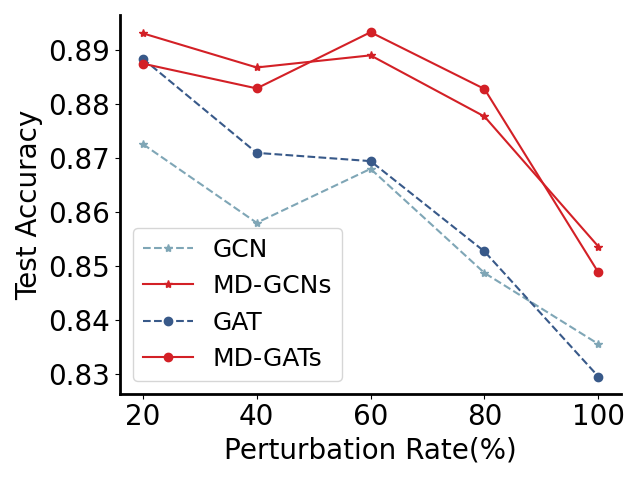 Test Accuracy
0.89
0.88
0.87
0.86
0.85
0.84
0.83
GCN
MD-GCNs
GAT
MD-GATs
20 40 60 80 100
Perturbation Rate(%)